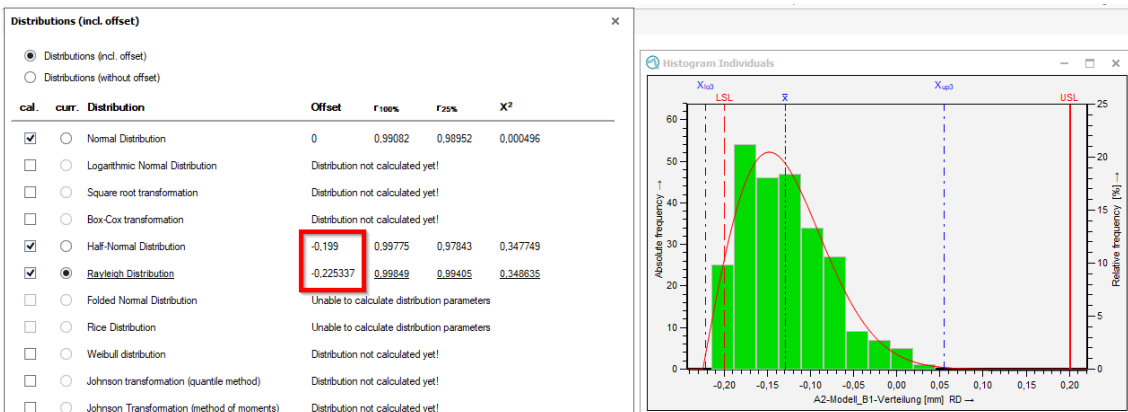 Distributions (incl. offset)
Distributions (incl. offset)
Distributions (without offset)
cal. curr. Distribution Offset r100% r25% X²
Normal Distribution 0 0,99082 0,98952 0,000496
Logarithmic Normal Distribution Distribution not calculated yet!
Square root transformation Distribution not calculated yet!
Box-Cox transformation Distribution not calculated yet!
Half-Normal Distribution -0,199 0,99775 0,97843 0,347749
Rayleigh Distribution -0,225337 0,99849 0,99405 0,348635
Folded Normal Distribution Unable to calculate distribution parameters
Rice Distribution Unable to calculate distribution parameters
Weibull distribution Distribution not calculated yet!
Johnson transformation (quantile method) Distribution not calculated yet!
Johnson Transformation (method of moments) Distribution not calculated yet!
Histogram Individuals
Xlo3 Xup3
LSL x̄ USL
Absolute frequency →
60
50
40
30
20
10
0
25
20
15
10
5
0
Relative frequency [%] →
-0,20 -0,15 -0,10 -0,05 0,00 0,05 0,10 0,15 0,20
A2-Modell_B1-Verteilung [mm] RD →